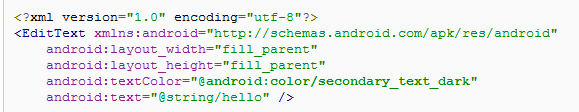 <?xml version="1.0" encoding="utf-8"?>
<EditText xmlns:android="http://schemas.android.com/apk/res/android"
    android:layout_width="fill_parent"
    android:layout_height="fill_parent"
    android:textColor="@android:color/secondary_text_dark"
    android:text="@string/hello" />